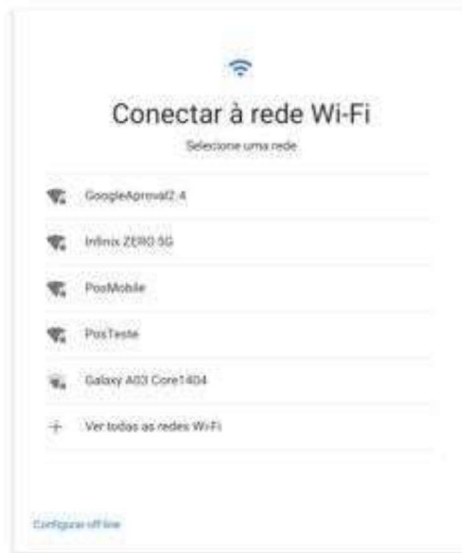 Conectar à rede Wi-Fi
Selecione uma rede
GoogleAproval2.4
Infinix ZERO 5G
PosMobile
PosTeste
Galaxy A03 Core1404
Ver todas as redes Wi-Fi
Configurar off-line